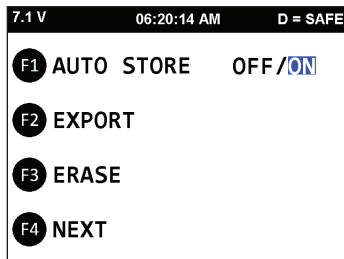 7.1 V 06:20:14 AM D = SAFE
F1 AUTO STORE OFF/ON
F2 EXPORT
F3 ERASE
F4 NEXT